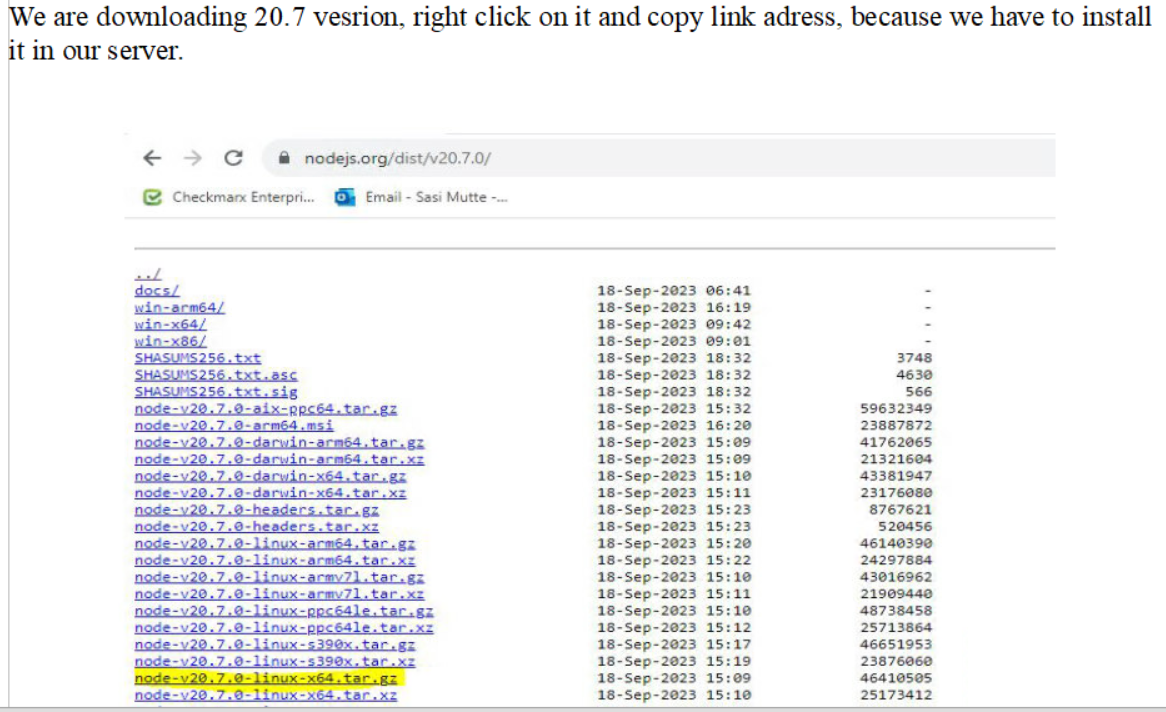 We are downloading 20.7 vesrion, right click on it and copy link adress, because we have to install
it in our server.
nodejs.org/dist/v20.7.0/
Checkmarx Enterpri... Email - Sasi Mutte -...
../
docs/ 18-Sep-2023 06:41 -
win-arm64/ 18-Sep-2023 16:19 -
win-x64/ 18-Sep-2023 09:42 -
win-x86/ 18-Sep-2023 09:01 -
SHASUMS256.txt 18-Sep-2023 18:32 3748
SHASUMS256.txt.asc 18-Sep-2023 18:32 4630
SHASUMS256.txt.sig 18-Sep-2023 18:32 566
node-v20.7.0-aix-ppc64.tar.gz 18-Sep-2023 15:32 59632349
node-v20.7.0-arm64.msi 18-Sep-2023 16:20 23887872
node-v20.7.0-darwin-arm64.tar.gz 18-Sep-2023 15:09 41762065
node-v20.7.0-darwin-arm64.tar.xz 18-Sep-2023 15:09 21321604
node-v20.7.0-darwin-x64.tar.gz 18-Sep-2023 15:10 43381947
node-v20.7.0-darwin-x64.tar.xz 18-Sep-2023 15:11 23176080
node-v20.7.0-headers.tar.gz 18-Sep-2023 15:23 8767621
node-v20.7.0-headers.tar.xz 18-Sep-2023 15:23 520456
node-v20.7.0-linux-arm64.tar.gz 18-Sep-2023 15:20 46140390
node-v20.7.0-linux-arm64.tar.xz 18-Sep-2023 15:22 24297884
node-v20.7.0-linux-armv7l.tar.gz 18-Sep-2023 15:10 43016962
node-v20.7.0-linux-armv7l.tar.xz 18-Sep-2023 15:11 21909440
node-v20.7.0-linux-ppc64le.tar.gz 18-Sep-2023 15:10 48738458
node-v20.7.0-linux-ppc64le.tar.xz 18-Sep-2023 15:12 25713864
node-v20.7.0-linux-s390x.tar.gz 18-Sep-2023 15:17 46651953
node-v20.7.0-linux-s390x.tar.xz 18-Sep-2023 15:19 23876060
node-v20.7.0-linux-x64.tar.gz 18-Sep-2023 15:09 46410505
node-v20.7.0-linux-x64.tar.xz 18-Sep-2023 15:10 25173412